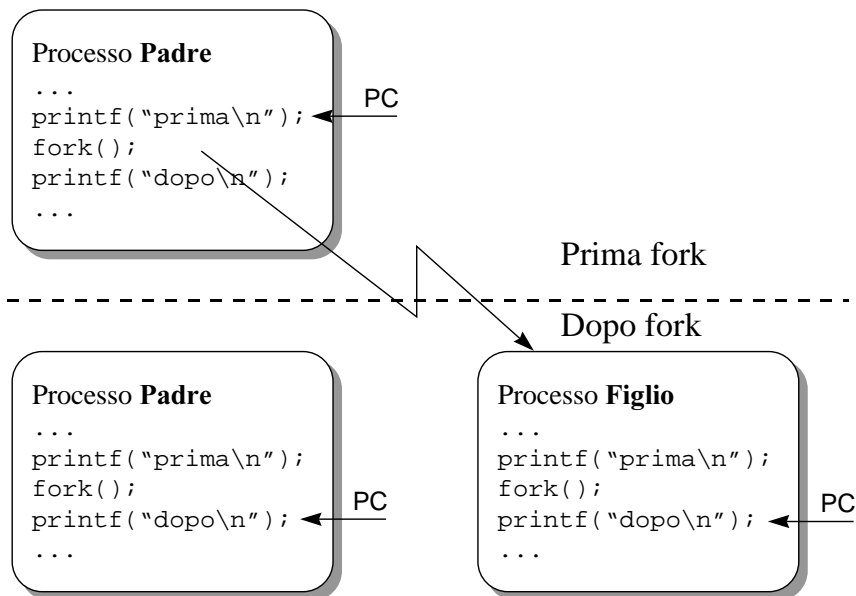 Processo Padre
...
printf("prima\n");
PC
fork();
printf("dopo\n");
...
Prima fork
Dopo fork
Processo Padre
...
printf("prima\n");
fork();
printf("dopo\n");
PC
...
Processo Figlio
...
printf("prima\n");
fork();
printf("dopo\n");
PC
...